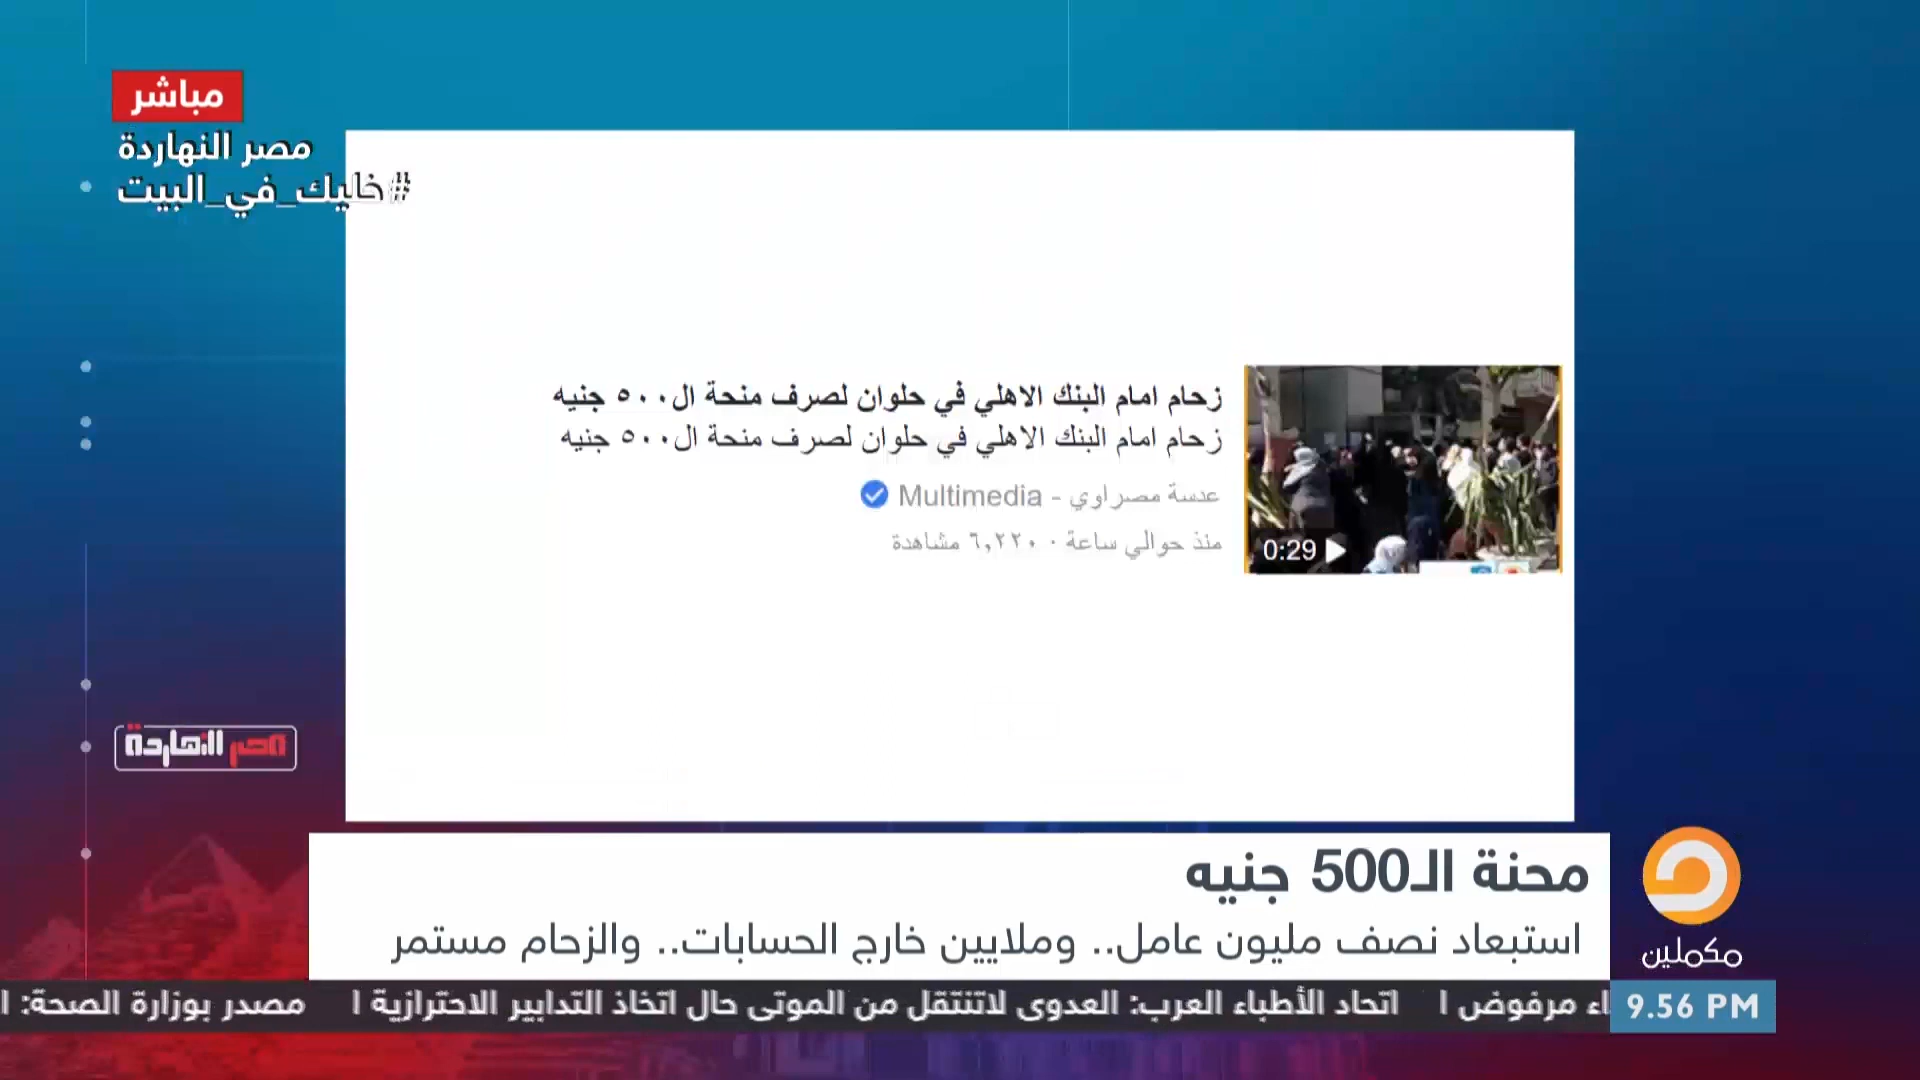 مباشر
مصر النهاردة
#خليك_في_البيت
زحام امام البنك الاهلي في حلوان لصرف منحة ال٥٠٠ جنيه
زحام امام البنك الاهلي في حلوان لصرف منحة ال٥٠٠ جنيه
عدسة مصراوي - Multimedia
منذ حوالي ساعة · ٦,٢٢٠ مشاهدة
0:29
مصر النهاردة
محنة الـ500 جنيه
استبعاد نصف مليون عامل.. وملايين خارج الحسابات.. والزحام مستمر
مكملين
مرفوض | اتحاد الأطباء العرب: العدوى لاتنتقل من الموتى حال اتخاذ التدابير الاحترازية | مصدر بوزارة الصحة:
9.56 PM